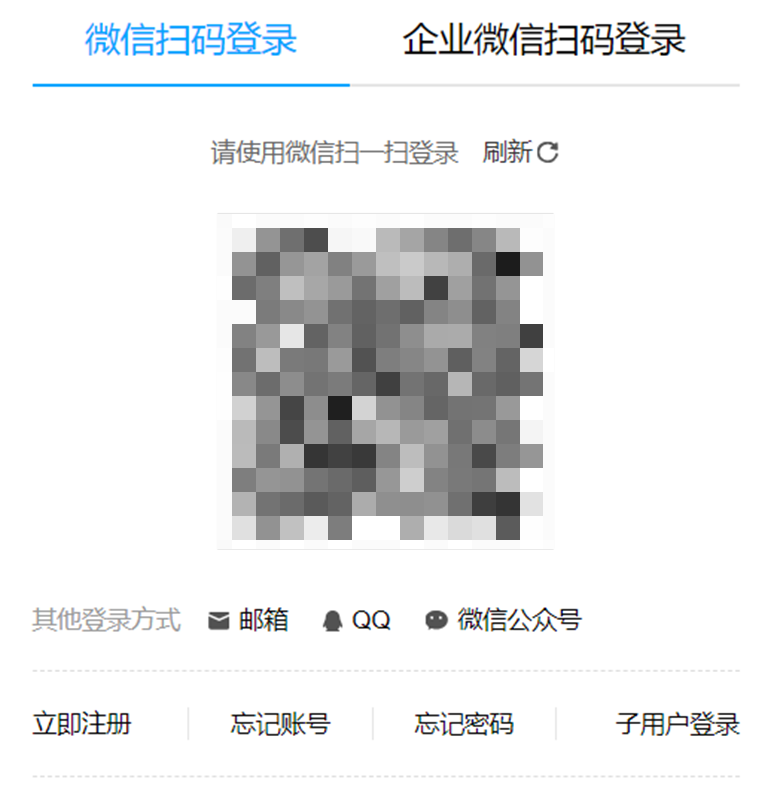 微信扫码登录 企业微信扫码登录
请使用微信扫一扫登录 刷新
其他登录方式 邮箱 QQ 微信公众号
立即注册 忘记账号 忘记密码 子用户登录